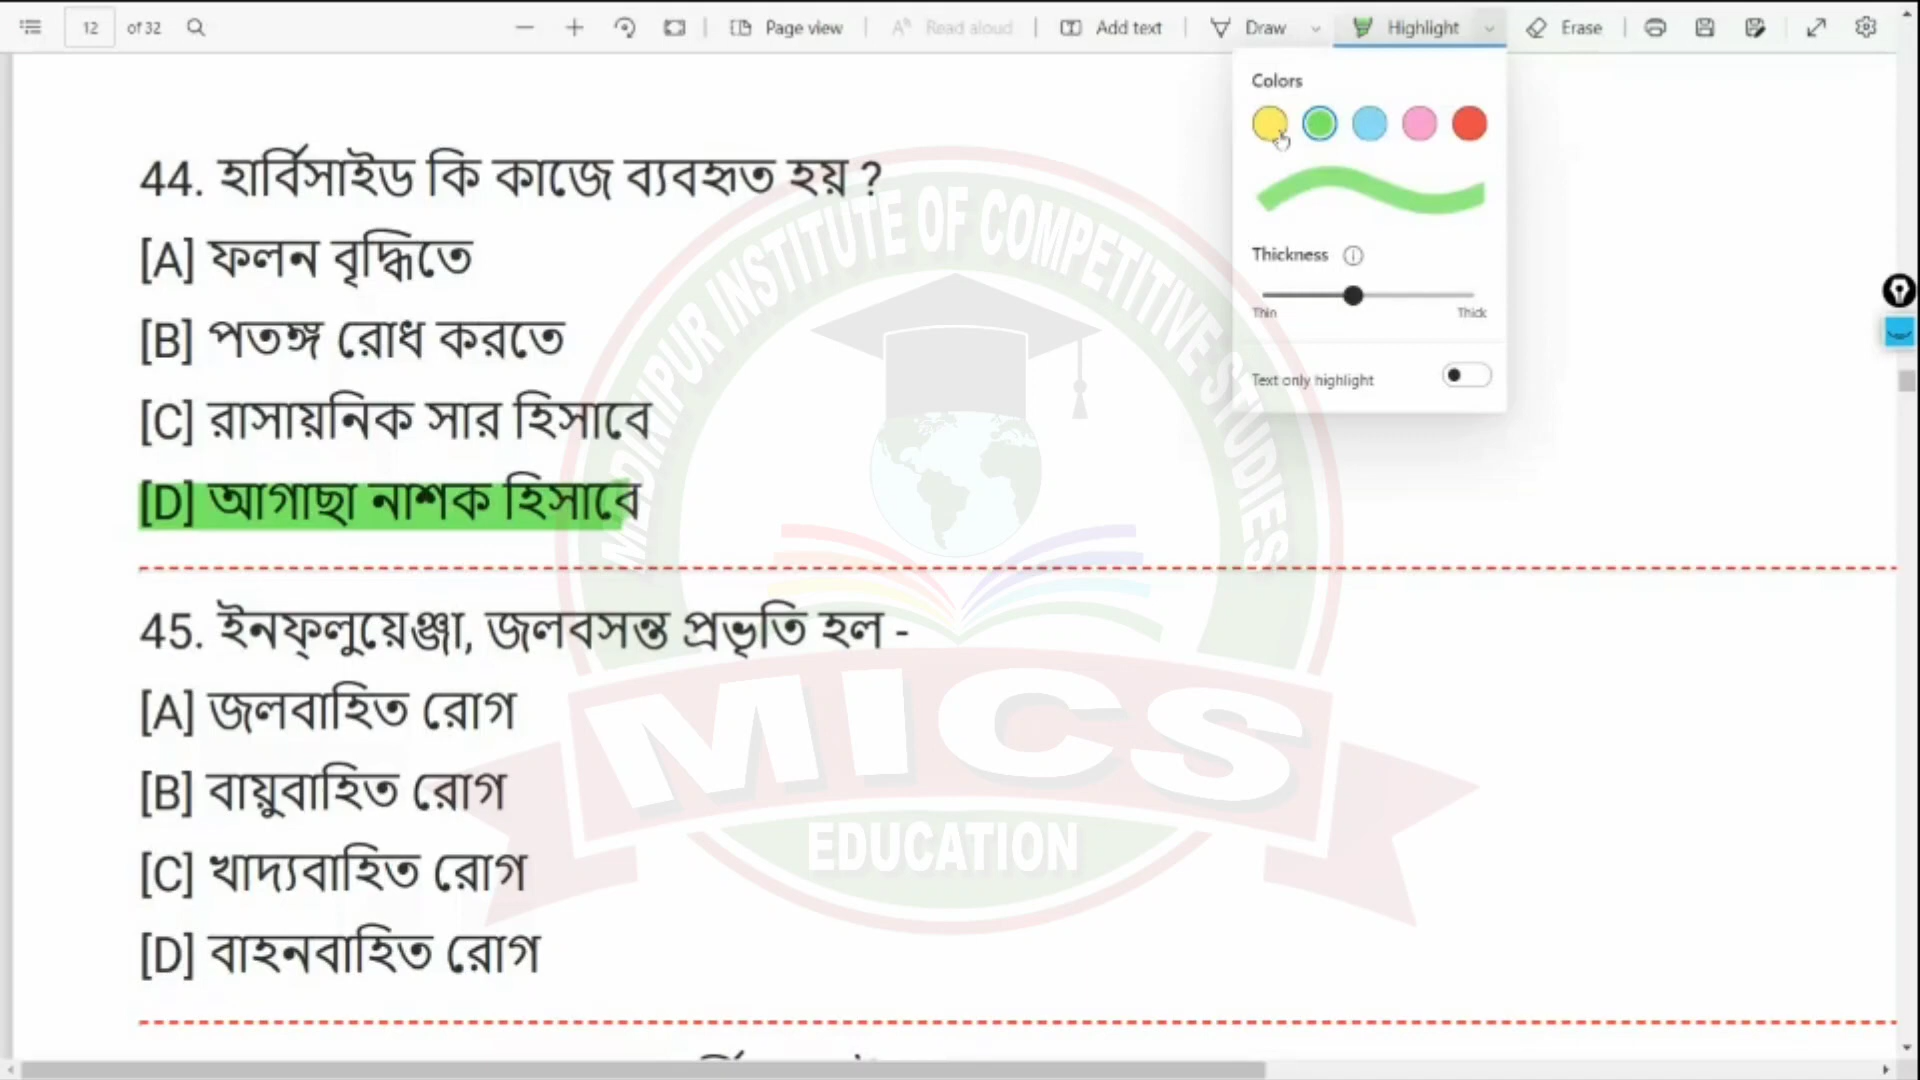 12 of 32 Page view Read aloud Add text Draw Highlight Erase
Colors
Thickness
Thin Thick
Text only highlight
44. হার্বিসাইড কি কাজে ব্যবহৃত হয় ?
[A] ফলন বৃদ্ধিতে
[B] পতঙ্গ রোধ করতে
[C] রাসায়নিক সার হিসাবে
[D] আগাছা নাশক হিসাবে
45. ইনফ্লুয়েঞ্জা, জলবসন্ত প্রভৃতি হল -
[A] জলবাহিত রোগ
[B] বায়ুবাহিত রোগ
[C] খাদ্যবাহিত রোগ
[D] বাহনবাহিত রোগ
MIDNIPUR INSTITUTE OF COMPETITIVE STUDIES
MICS
EDUCATION